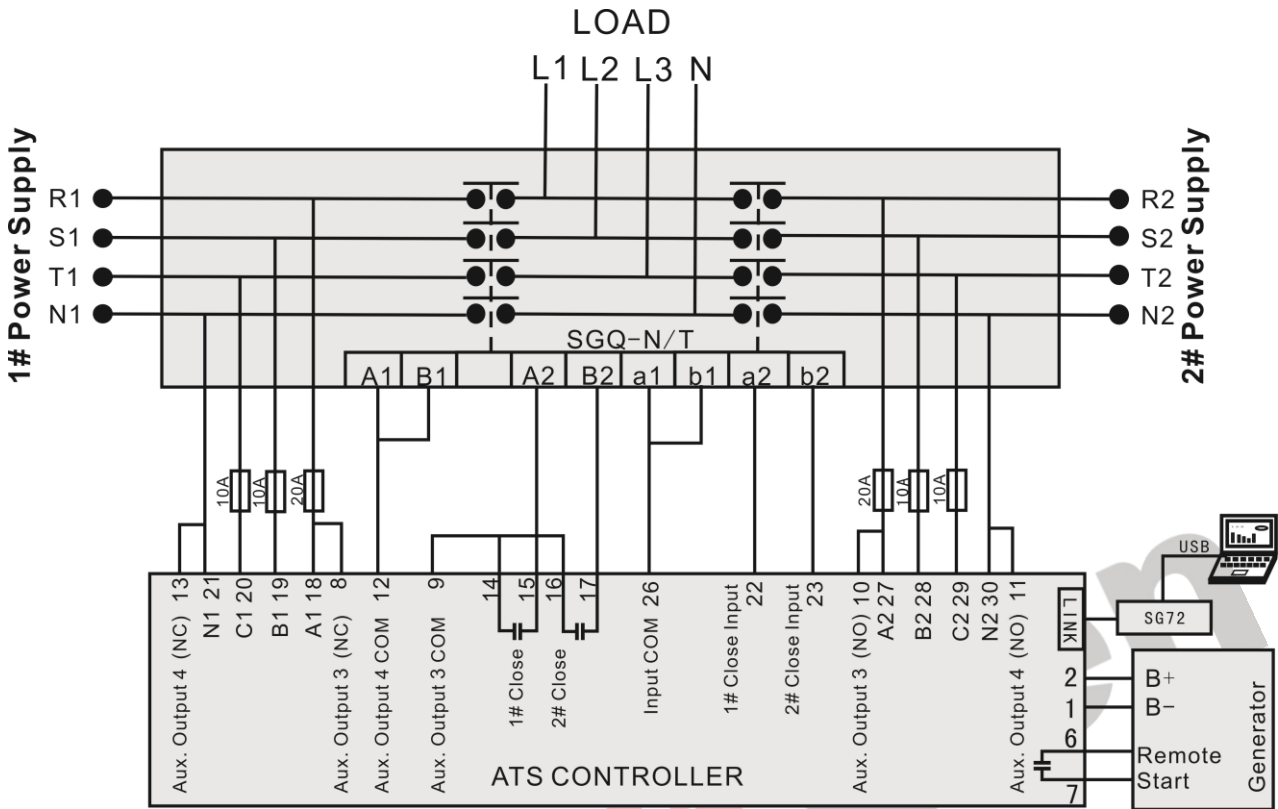 LOAD
L1 L2 L3 N
1# Power Supply
R1
S1
T1
N1
2# Power Supply
R2
S2
T2
N2
SGQ-N/T
A1 B1 A2 B2 a1 b1 a2 b2
10A
10A
20A
20A
10A
10A
Aux. Output 4 (NC) 13
N1 21
C1 20
B1 19
A1 18
Aux. Output 3 (NC) 8
Aux. Output 4 COM 12
Aux. Output 3 COM 9
14
1# Close 15
16
2# Close 17
Input COM 26
1# Close Input 22
2# Close Input 23
Aux. Output 3 (NO) 10
A2 27
B2 28
C2 29
N2 30
Aux. Output 4 (NO) 11
LINK
USB
SG72
2
1
6
7
B+
B-
Remote
Start
Generator
ATS CONTROLLER